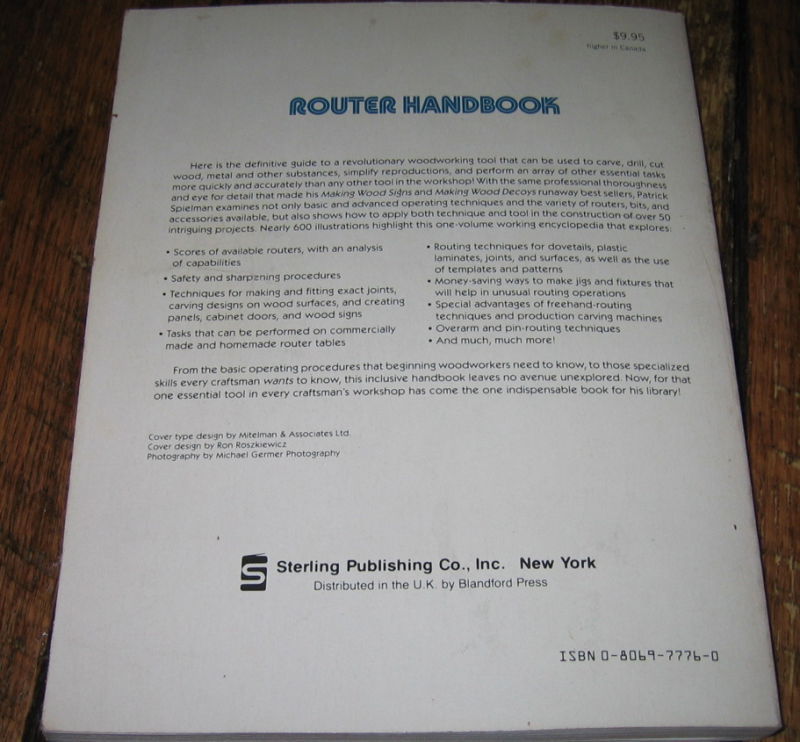 $9.95
higher in Canada
ROUTER HANDBOOK
Here is the definitive guide to a revolutionary woodworking tool that can be used to carve, drill, cut
wood, metal and other substances, simplify reproductions, and perform an array of other essential tasks
more quickly and accurately than any other tool in the workshop! With the same professional thoroughness
and eye for detail that made his Making Wood Signs and Making Wood Decoys runaway best sellers, Patrick
Spielman examines not only basic and advanced operating techniques and the variety of routers, bits, and
accessories available, but also shows how to apply both technique and tool in the construction of over 50
intriguing projects. Nearly 600 illustrations highlight this one-volume working encyclopedia that explores:
• Scores of available routers, with an analysis
of capabilities
• Safety and sharpening procedures
• Techniques for making and fitting exact joints,
carving designs on wood surfaces, and creating
panels, cabinet doors, and wood signs
• Tasks that can be performed on commercially
made and homemade router tables
• Routing techniques for dovetails, plastic
laminates, joints, and surfaces, as well as the use
of templates and patterns
• Money-saving ways to make jigs and fixtures that
will help in unusual routing operations
• Special advantages of freehand-routing
techniques and production carving machines
• Overarm and pin-routing techniques
• And much, much more!
From the basic operating procedures that beginning woodworkers need to know, to those specialized
skills every craftsman wants to know, this inclusive handbook leaves no avenue unexplored. Now, for that
one essential tool in every craftsman's workshop has come the one indispensable book for his library!
Cover type design by Mitelman & Associates Ltd.
Cover design by Ron Roszkiewicz
Photography by Michael Germer Photography
S Sterling Publishing Co., Inc. New York
Distributed in the U.K. by Blandford Press
ISBN 0-8069-7776-0